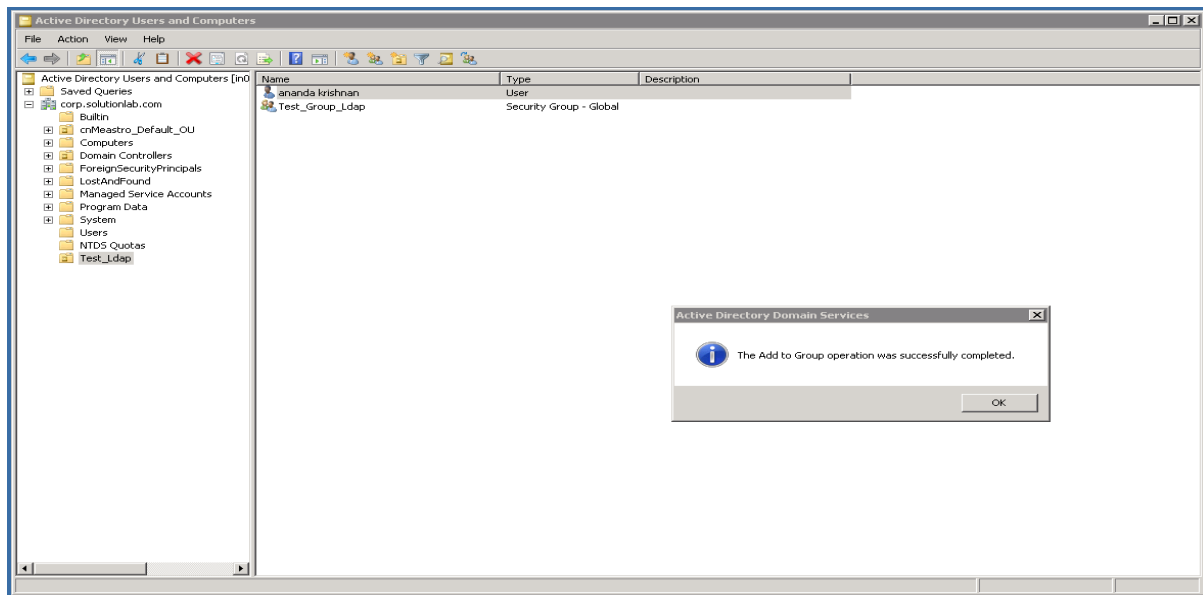 Active Directory Users and Computers
File Action View Help
Active Directory Users and Computers [in0
Saved Queries
corp.solutionlab.com
Builtin
cnMeastro_Default_OU
Computers
Domain Controllers
ForeignSecurityPrincipals
LostAndFound
Managed Service Accounts
Program Data
System
Users
NTDS Quotas
Test_Ldap
Name Type Description
ananda krishnan User
Test_Group_Ldap Security Group - Global
Active Directory Domain Services
The Add to Group operation was successfully completed.
OK